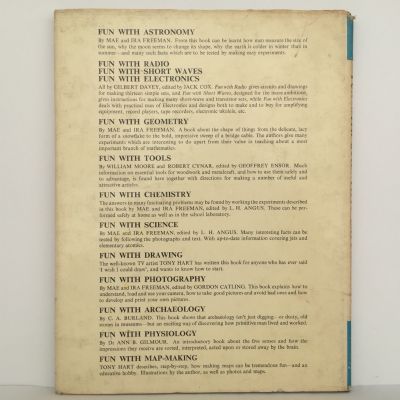 FUN WITH ASTRONOMY
By MAE and IRA FREEMAN. From this book can be learnt how man measures the size of
the sun, why the moon seems to change its shape, why the earth is colder in winter than in
summer—and many such facts which are to be tested by making easy experiments.
FUN WITH RADIO
FUN WITH SHORT WAVES
FUN WITH ELECTRONICS
All by GILBERT DAVEY, edited by JACK COX. Fun with Radio gives circuits and drawings
for making thirteen simple sets, and Fun with Short Waves, designed for the more ambitious,
gives instructions for making many short-wave and transistor sets, while Fun with Electronics
deals with practical uses of Electronics and designs both to make and to buy for amplifying
equipment, record players, tape recorders, electronic ukelele, etc.
FUN WITH GEOMETRY
By MAE and IRA FREEMAN. A book about the shape of things from the delicate, lacy
form of a snowflake to the bold, supersive sweep of a bridge cable. The authors give many
experiments which are interesting to do apart from their value in teaching about a most
important branch of mathematics.
FUN WITH TOOLS
By WILLIAM MOORE and ROBERT CYNAR, edited by GEOFFREY ENSOR. Much
information on essential tools for woodwork and metalcraft, and how to use them safely and
to advantage, is found here together with directions for making a number of useful and
attractive articles.
FUN WITH CHEMISTRY
The answers to many fascinating problems may be found by working the experiments described
in this book by MAE and IRA FREEMAN, edited by L. H. ANGUS. These can be per-
formed safely at home as well as in the school laboratory.
FUN WITH SCIENCE
By MAE and IRA FREEMAN, edited by L. H. ANGUS. Many interesting facts can be
tested by following the photographs and text. With up-to-date information covering jets and
elementary atomics.
FUN WITH DRAWING
The well-known TV artist TONY HART has written this book for anyone who has ever said
'I wish I could draw', and wants to know how to start.
FUN WITH PHOTOGRAPHY
By MAE and IRA FREEMAN, edited by GORDON CATLING. This book explains how to
understand, load and use your camera, how to take good pictures and avoid bad ones and how
to develop and print your own pictures.
FUN WITH ARCHAEOLOGY
By C. A. BURLAND. This book shows that archaeology isn't just digging—or dusty, old
stones in museums—but an exciting way of discovering how primitive man lived and worked.
FUN WITH PHYSIOLOGY
By Dr ANN B. GILMOUR. An introductory book about the five senses and how the
impressions they receive are sorted, interpreted, acted upon or stored away by the brain.
FUN WITH MAP-MAKING
TONY HART describes, step-by-step, how making maps can be tremendous fun—and an
educative hobby. Illustrations by the author, as well as photos and maps.